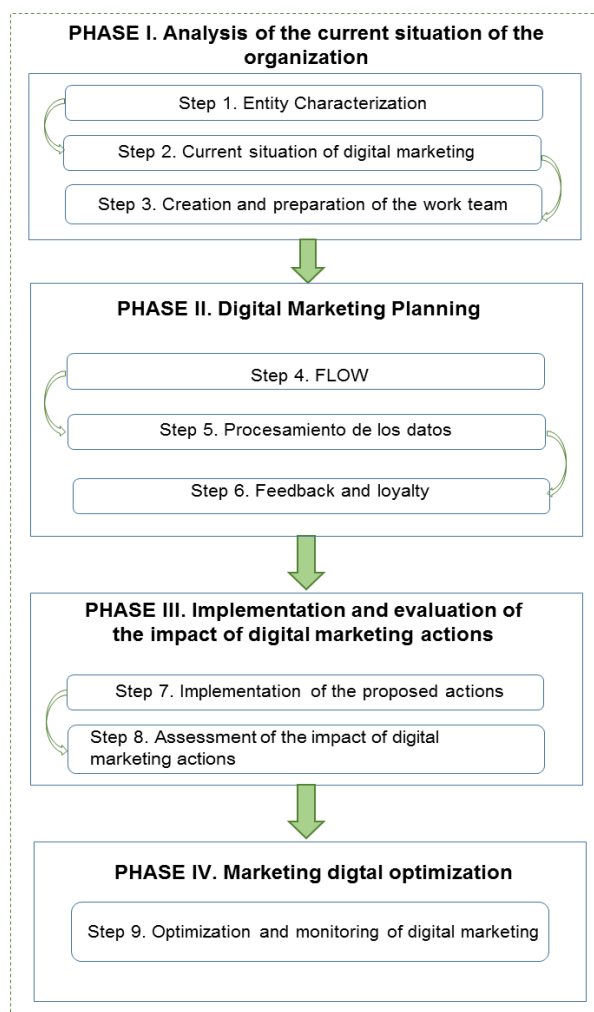 PHASE I. Analysis of the current situation of the
organization
Step 1. Entity Characterization
Step 2. Current situation of digital marketing
Step 3. Creation and preparation of the work team
PHASE II. Digital Marketing Planning
Step 4. FLOW
Step 5. Procesamiento de los datos
Step 6. Feedback and loyalty
PHASE III. Implementation and evaluation of
the impact of digital marketing actions
Step 7. Implementation of the proposed actions
Step 8. Assessment of the impact of digital
marketing actions
PHASE IV. Marketing digtal optimization
Step 9. Optimization and monitoring of digital marketing